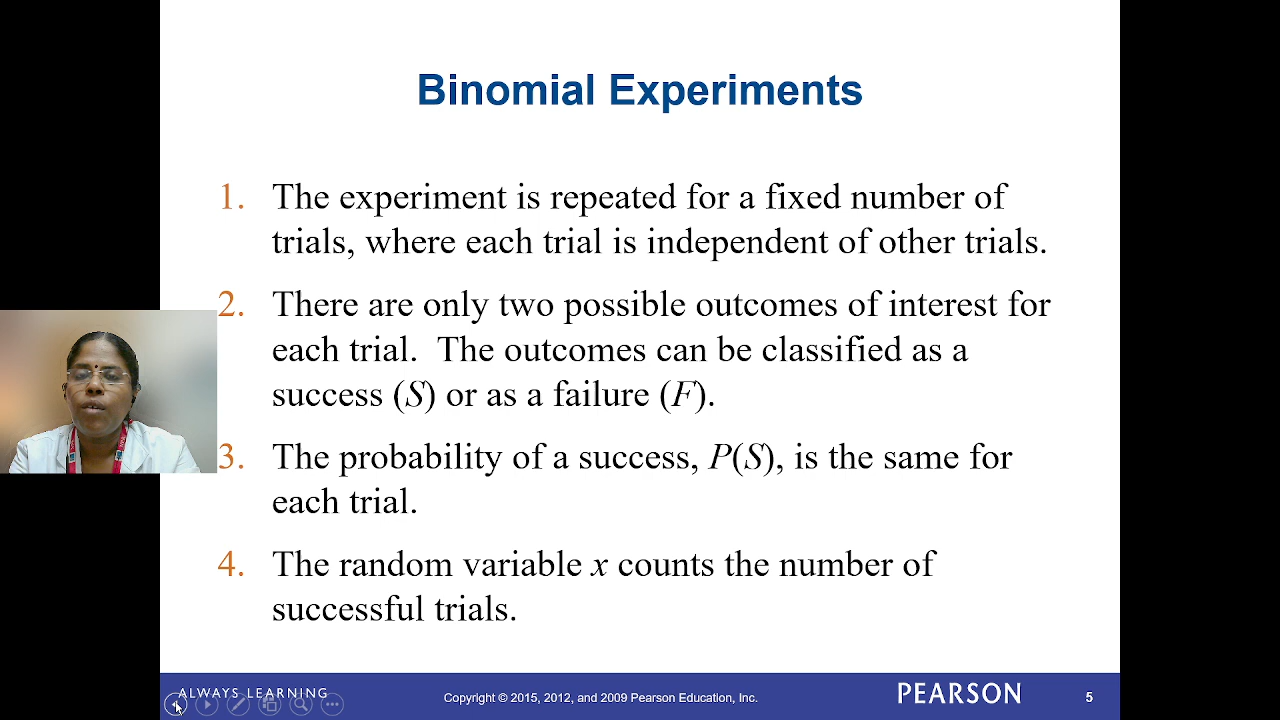 Binomial Experiments
1. The experiment is repeated for a fixed number of
trials, where each trial is independent of other trials.
2. There are only two possible outcomes of interest for
each trial. The outcomes can be classified as a
success (S) or as a failure (F).
3. The probability of a success, P(S), is the same for
each trial.
4. The random variable x counts the number of
successful trials.
ALWAYS LEARNING
Copyright © 2015, 2012, and 2009 Pearson Education, Inc.
PEARSON
5